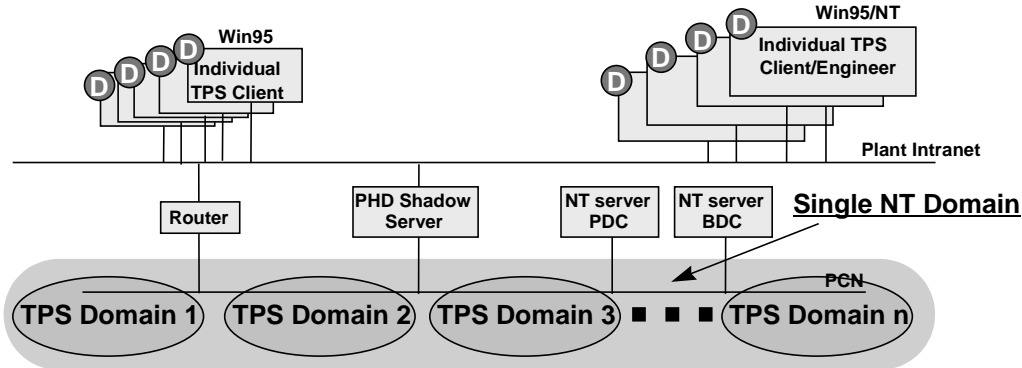 Win95
D D D D
Individual
TPS Client
Win95/NT
D D D D
Individual TPS
Client/Engineer
Plant Intranet
Router
PHD Shadow
Server
NT server
PDC
NT server
BDC
Single NT Domain
PCN
TPS Domain 1
TPS Domain 2
TPS Domain 3
TPS Domain n